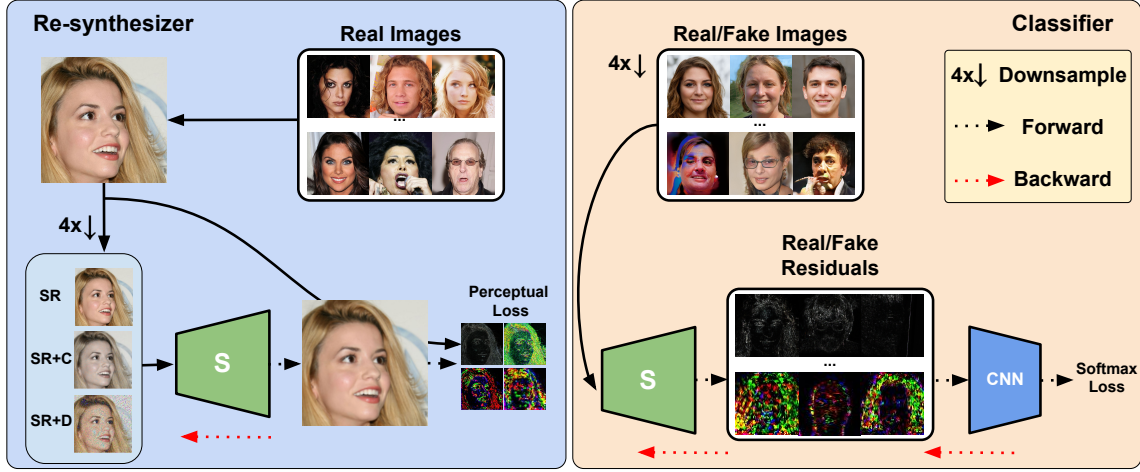 Re-synthesizer
Real Images
...
4x↓
SR
SR+C
SR+D
S
Perceptual
Loss
Classifier
Real/Fake Images
4x↓
...
4x↓ Downsample
Forward
Backward
Real/Fake
Residuals
...
S
CNN
Softmax
Loss